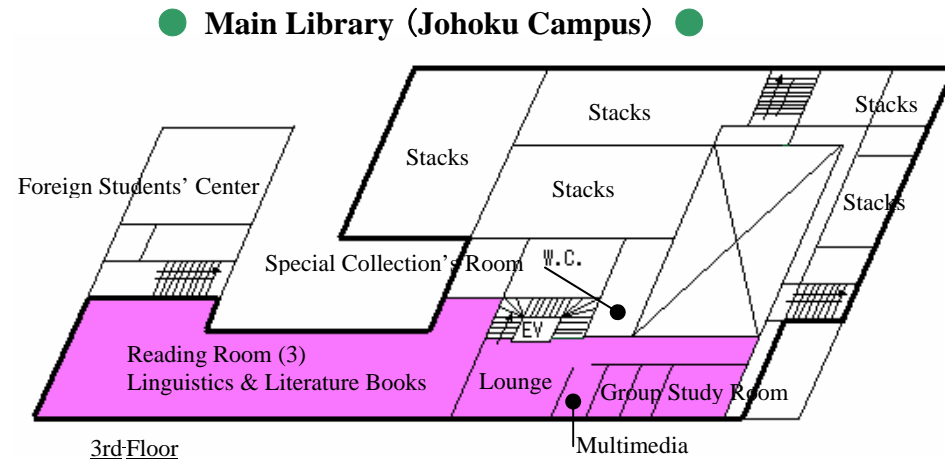 Main Library（Johoku Campus）
Stacks
Stacks
Stacks
Foreign Students' Center
Stacks
Stacks
Special Collection's Room
W.C.
EV
Reading Room (3)
Linguistics & Literature Books
Lounge
Group Study Room
Multimedia
3rd Floor